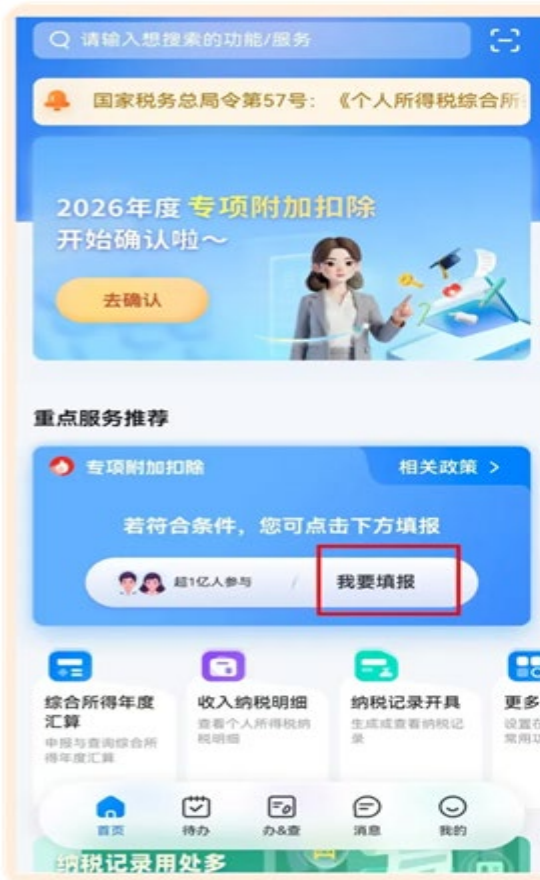 请输入想搜索的功能/服务
国家税务总局令第57号：《个人所得税综合所
2026年度专项附加扣除
开始确认啦～
去确认
重点服务推荐
专项附加扣除
相关政策 >
若符合条件，您可点击下方填报
超1亿人参与 / 我要填报
综合所得年度
汇算
申报与查询综合所
得年度汇算
收入纳税明细
查看个人所得税纳
税明细
纳税记录开具
生成或查看纳税记
录
更多
设置在
常用功
首页
待办
办&查
消息
我的
纳税记录用处多